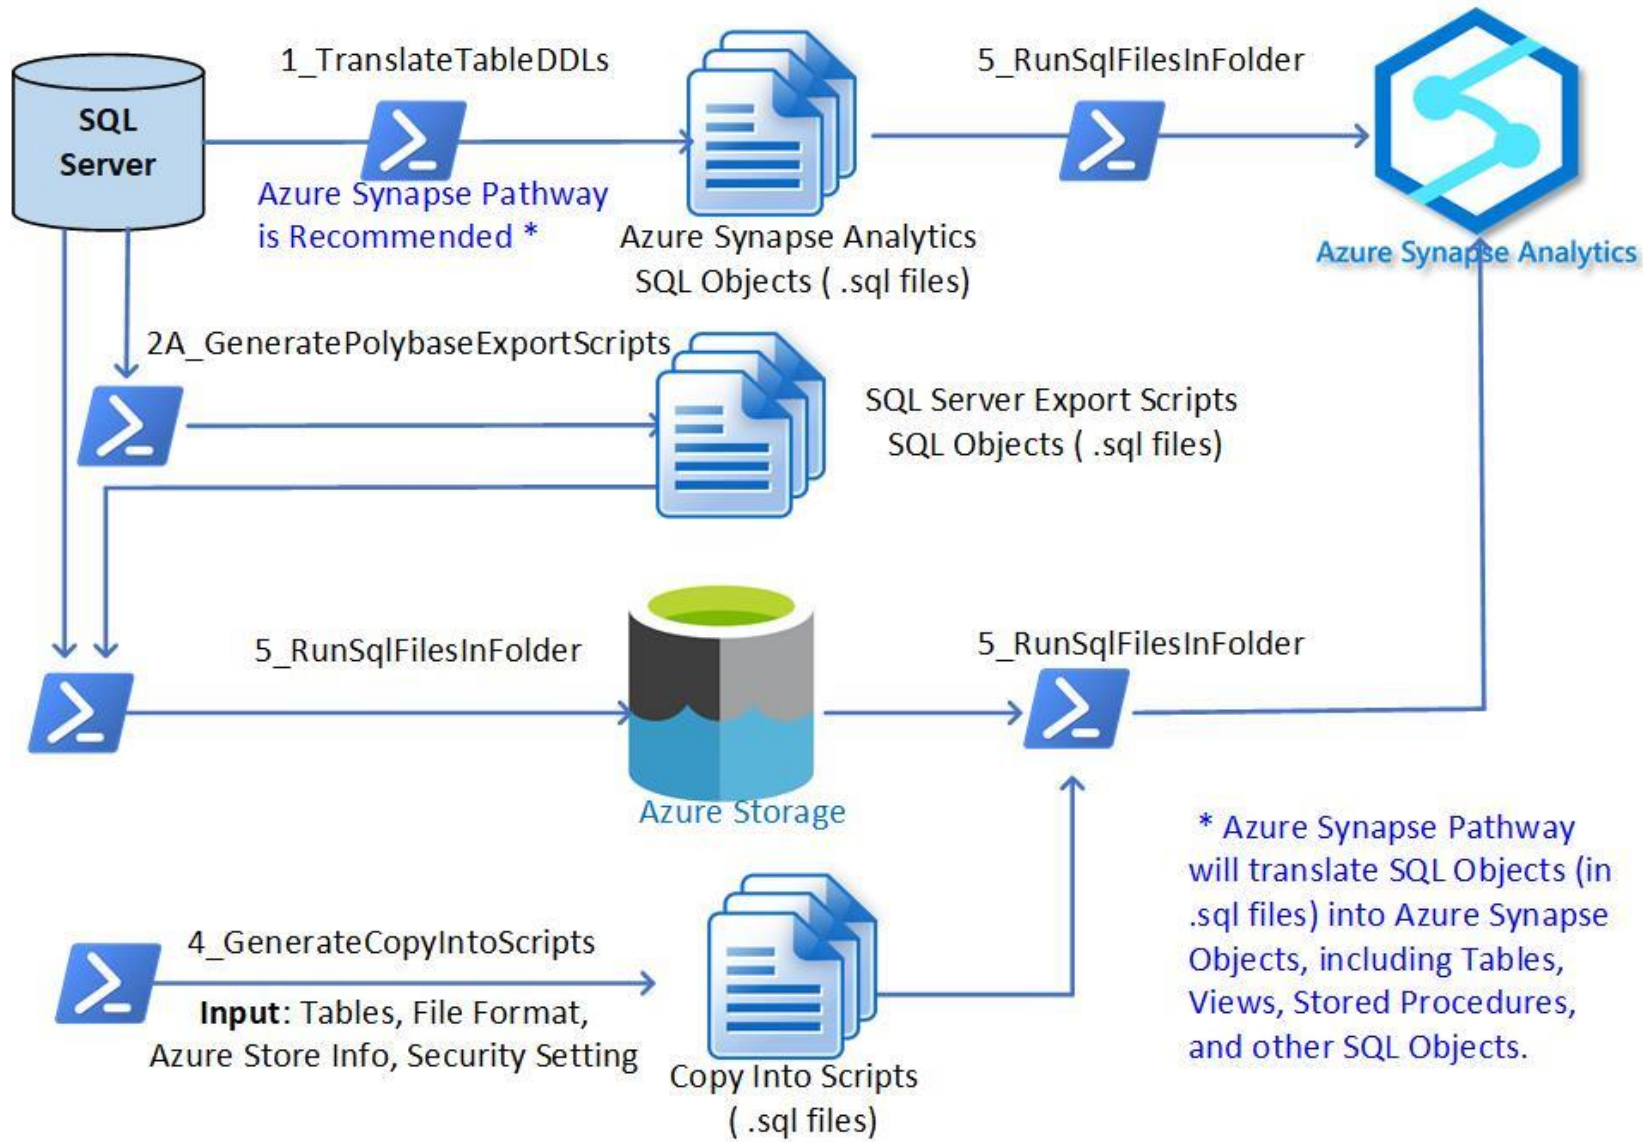 1_TranslateTableDDLs
5_RunSqlFilesInFolder
SQL
Server
Azure Synapse Pathway
is Recommended *
Azure Synapse Analytics
SQL Objects ( .sql files)
Azure Synapse Analytics
2A_GeneratePolybaseExportScripts
SQL Server Export Scripts
SQL Objects ( .sql files)
5_RunSqlFilesInFolder
5_RunSqlFilesInFolder
Azure Storage
* Azure Synapse Pathway
will translate SQL Objects (in
.sql files) into Azure Synapse
Objects, including Tables,
Views, Stored Procedures,
and other SQL Objects.
4_GenerateCopyIntoScripts
Input: Tables, File Format,
Azure Store Info, Security Setting
Copy Into Scripts
( .sql files)